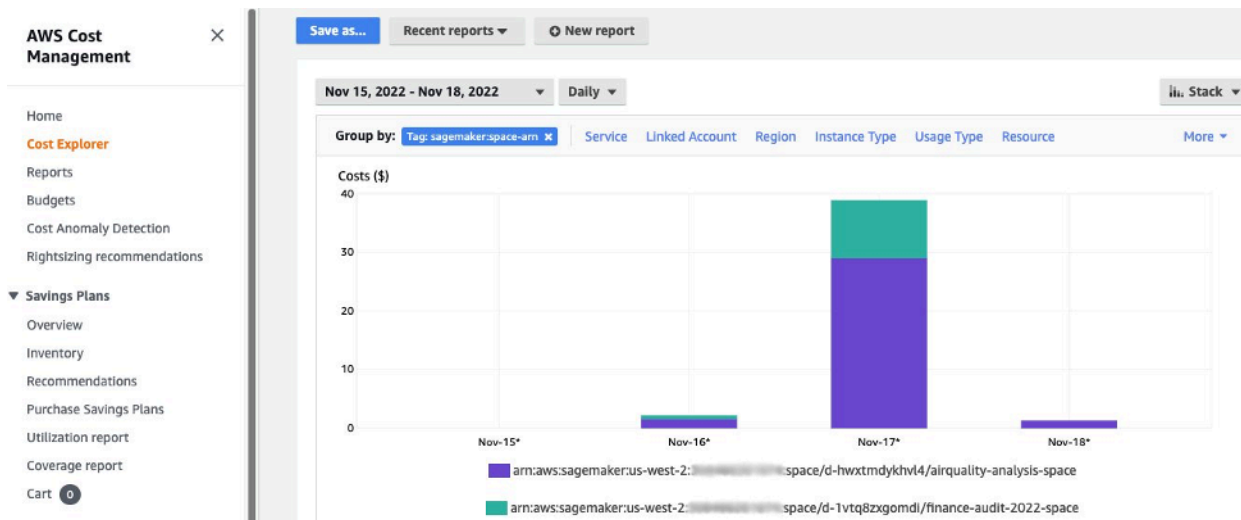 AWS Cost
Management
Home
Cost Explorer
Reports
Budgets
Cost Anomaly Detection
Rightsizing recommendations
Savings Plans
Overview
Inventory
Recommendations
Purchase Savings Plans
Utilization report
Coverage report
Cart 0
Save as... Recent reports New report
Nov 15, 2022 - Nov 18, 2022 Daily Stack
Group by: Tag: sagemaker:space-arn Service Linked Account Region Instance Type Usage Type Resource More
Costs ($)
40
30
20
10
0
Nov-15* Nov-16* Nov-17* Nov-18*
arn:aws:sagemaker:us-west-2: space/d-hwxtmdykhvl4/airquality-analysis-space
arn:aws:sagemaker:us-west-2: space/d-1vtq8zxgomdi/finance-audit-2022-space